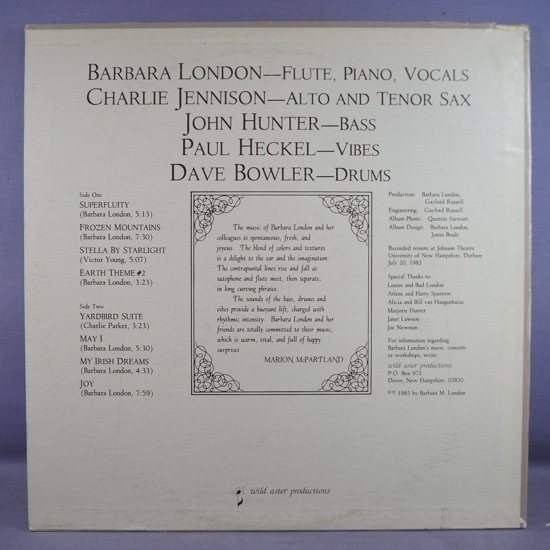 BARBARA LONDON—FLUTE, PIANO, VOCALS
CHARLIE JENNISON—ALTO AND TENOR SAX
JOHN HUNTER—BASS
PAUL HECKEL—VIBES
DAVE BOWLER—DRUMS
Side One
SUPERFLUITY
(Barbara London, 5:13)
FROZEN MOUNTAINS
(Barbara London, 7:30)
STELLA BY STARLIGHT
(Victor Young, 5:07)
EARTH THEME #2
(Barbara London, 3:23)
Side Two
YARDBIRD SUITE
(Charlie Parker, 3:23)
MAY I
(Barbara London, 5:30)
MY IRISH DREAMS
(Barbara London, 4:33)
JOY
(Barbara London, 7:59)
The music of Barbara London and her
colleagues is spontaneous, fresh, and
joyous. The blend of colors and textures
is a delight to the ear and the imagination.
The contrapuntal lines rise and fall as
saxophone and flute meet, then separate,
in long curving phrases.
The sounds of the bass, drums and
vibes provide a buoyant lift, charged with
rhythmic intensity. Barbara London and her
friends are totally committed to their music,
which is warm, vital, and full of happy
surprises.
MARION McPARTLAND
Production: Barbara London,
Gaylord Russell
Engineering: Gaylord Russell
Album Photo: Quentin Stewart
Album Design: Barbara London,
Joann Brady
Recorded remote at Johnson Theatre
University of New Hampshire, Durham
July 20, 1982
Special Thanks to:
Louise and Bud London
Arlene and Harry Sparrow
Alicia and Bill van Hoogenhuize
Marjorie Hunter
Janet Lawson
Joe Newman
For information regarding
Barbara London's music, concerts
or workshops, write:
wild aster productions
P.O. Box 972
Dover, New Hampshire, 03820
1983 by Barbara M. London
wild aster productions